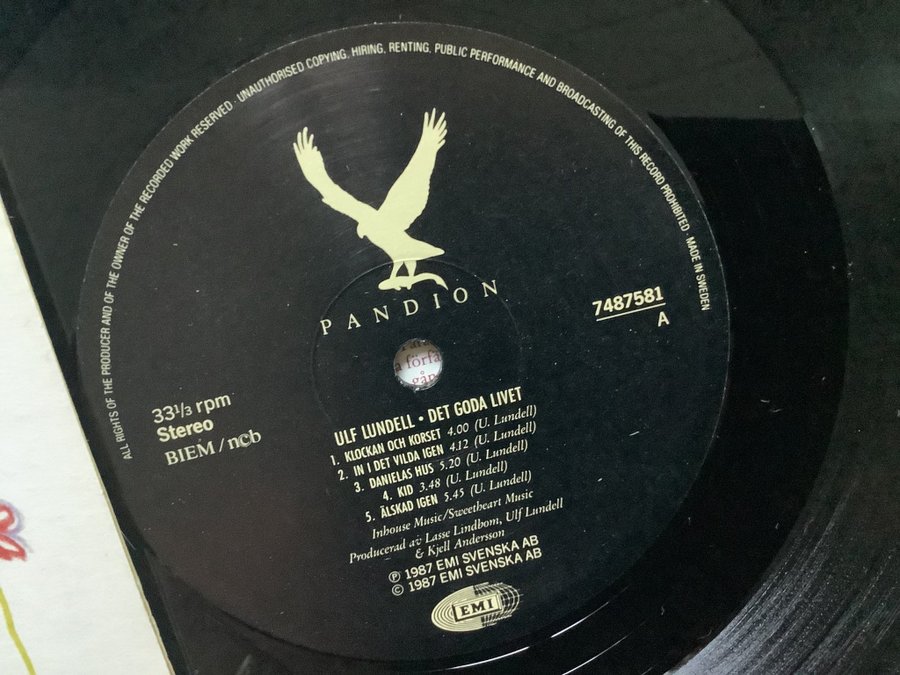 ALL RIGHTS OF THE PRODUCER AND OF THE OWNER OF THE RECORDED WORK RESERVED · UNAUTHORISED COPYING, HIRING, RENTING, PUBLIC PERFORMANCE AND BROADCASTING OF THIS RECORD PROHIBITED · MADE IN SWEDEN
PANDION
7487581
A
33 1/3 rpm
Stereo
BIEM / ncb
a förfa
gån
ULF LUNDELL • DET GODA LIVET
1. KLOCKAN OCH KORSET 4.00 (U. Lundell)
2. IN I DET VILDA IGEN 4.12 (U. Lundell)
3. DANIELAS HUS 5.20 (U. Lundell)
4. KID 3.48 (U. Lundell)
5. ÄLSKAD IGEN 5.45 (U. Lundell)
Inhouse Music/Sweetheart Music
Producerad av Lasse Lindbom, Ulf Lundell
& Kjell Andersson
℗ 1987 EMI SVENSKA AB
© 1987 EMI SVENSKA AB
EMI